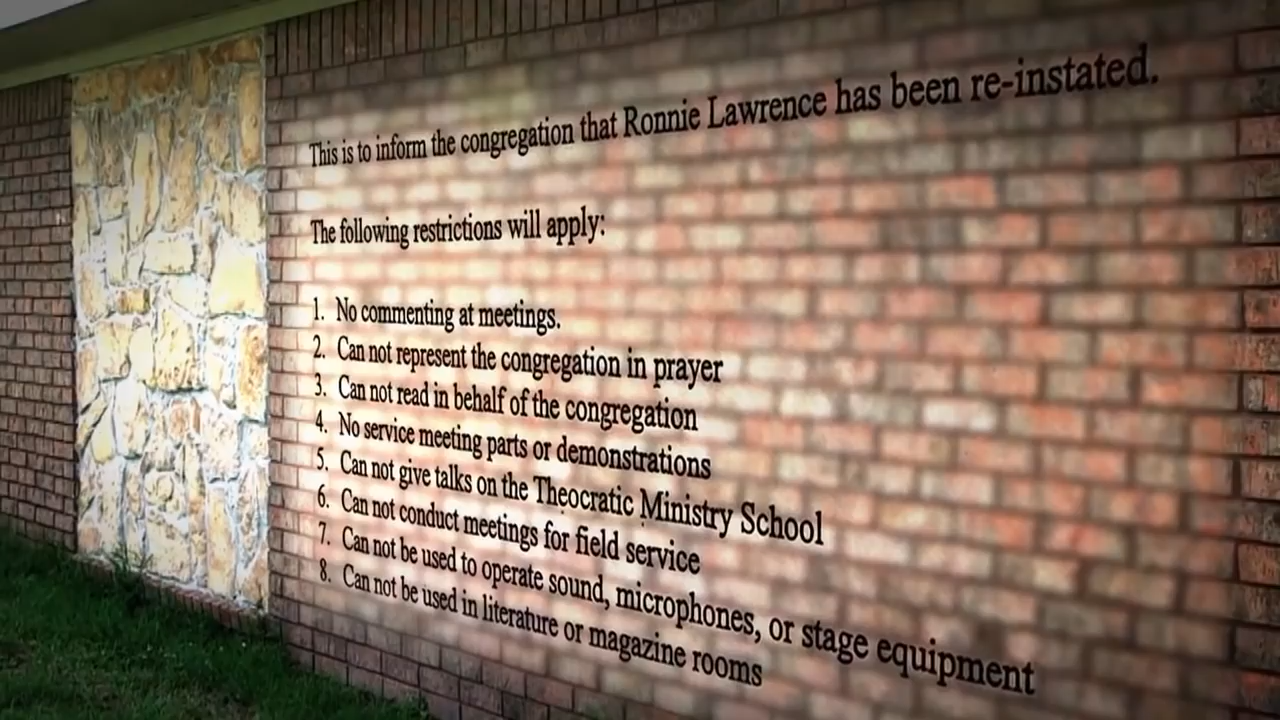 This is to inform the congregation that Ronnie Lawrence has been re-instated.
The following restrictions will apply:
1. No commenting at meetings.
2. Can not represent the congregation in prayer
3. Can not read in behalf of the congregation
4. No service meeting parts or demonstrations
5. Can not give talks on the Theocratic Ministry School
6. Can not conduct meetings for field service
7. Can not be used to operate sound, microphones, or stage equipment
8. Can not be used in literature or magazine rooms